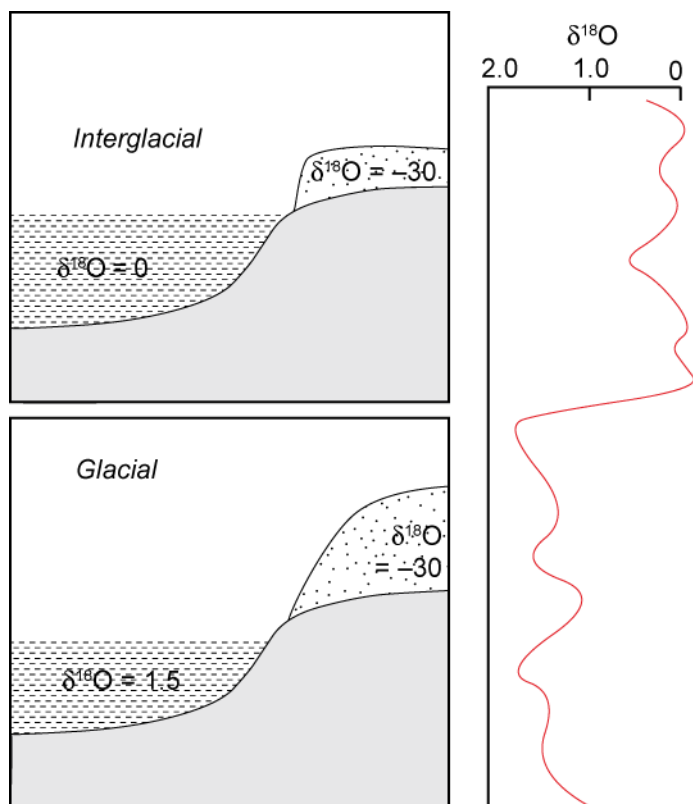 Interglacial
δ¹⁸O = –30
δ¹⁸O = 0
Glacial
δ¹⁸O
= –30
δ¹⁸O = 1.5
δ¹⁸O
2.0 1.0 0